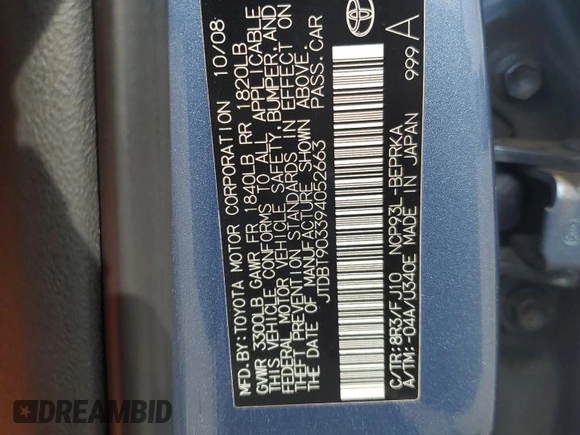 MFD. BY: TOYOTA MOTOR CORPORATION 10/08
GVWR 3300LB GAWR FR 1840LB RR 1820LB
THIS VEHICLE CONFORMS TO ALL APPLICABLE
FEDERAL MOTOR VEHICLE SAFETY, BUMPER, AND
THEFT PREVENTION STANDARDS IN EFFECT ON
THE DATE OF MANUFACTURE SHOWN ABOVE.
JTDBT903394052663 PASS. CAR
C/TR: 8R3/FJ10 NCP93L-BEPRKA
A/TM: -04A/U340E MADE IN JAPAN 999 A
DREAMBID